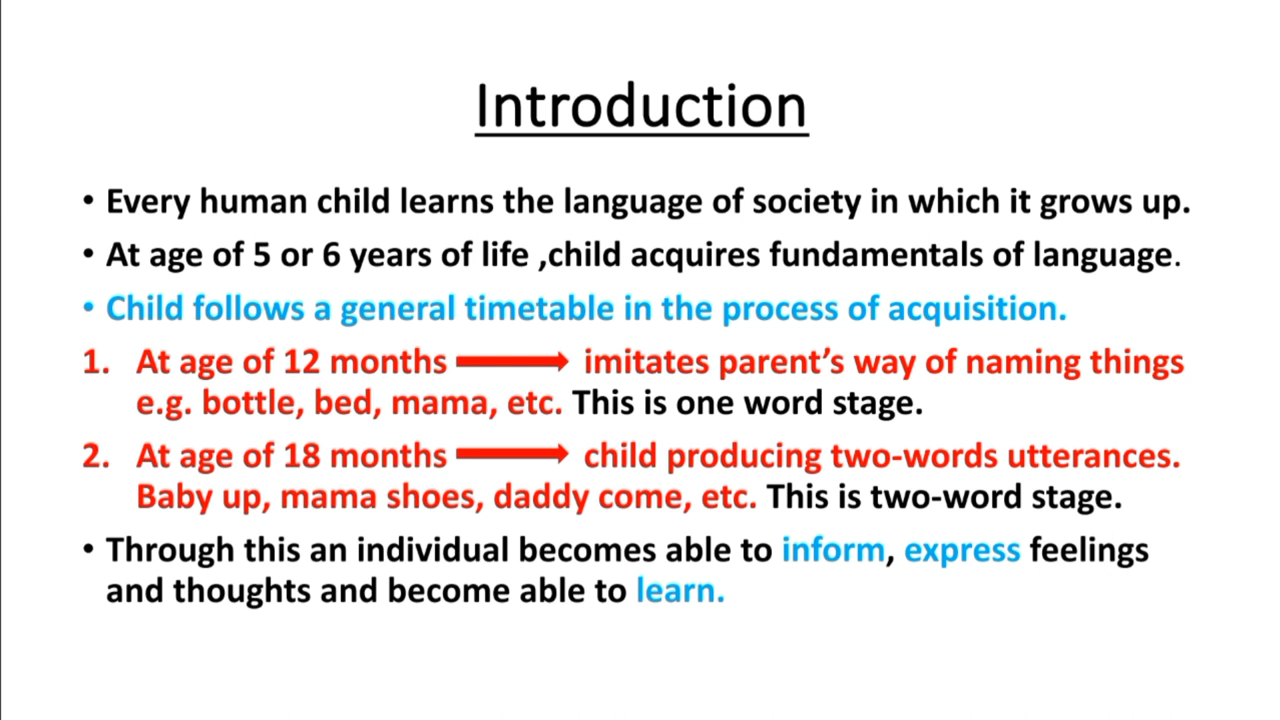 Introduction
• Every human child learns the language of society in which it grows up.
• At age of 5 or 6 years of life ,child acquires fundamentals of language.
• Child follows a general timetable in the process of acquisition.
1. At age of 12 months ⟶ imitates parent’s way of naming things
e.g. bottle, bed, mama, etc. This is one word stage.
2. At age of 18 months ⟶ child producing two-words utterances.
Baby up, mama shoes, daddy come, etc. This is two-word stage.
• Through this an individual becomes able to inform, express feelings
and thoughts and become able to learn.